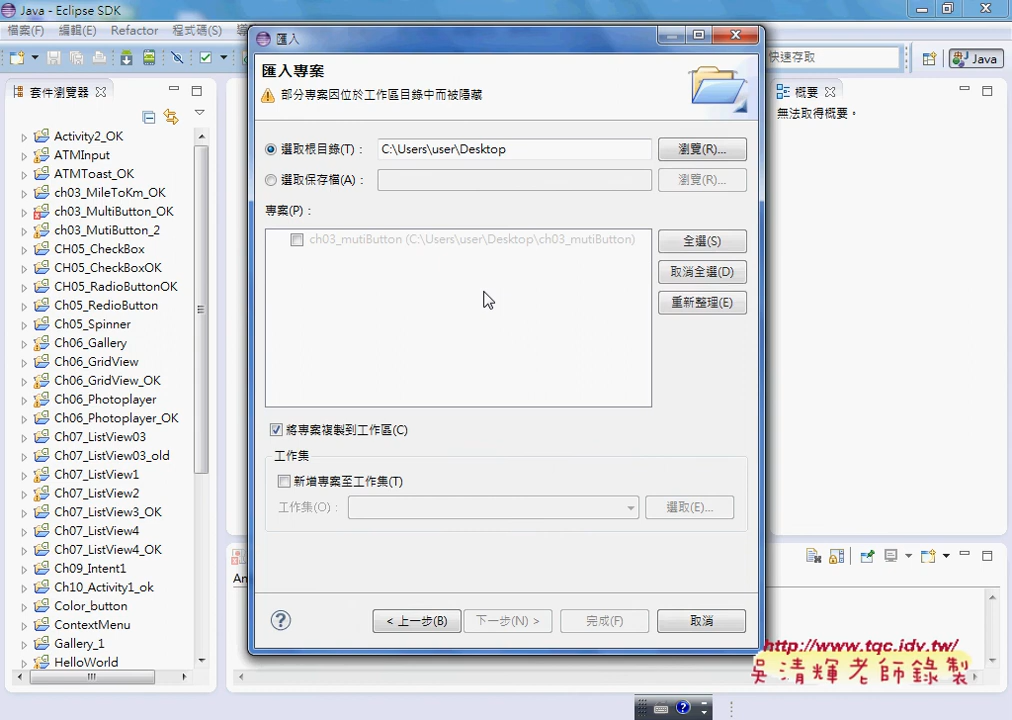 Java - Eclipse SDK
檔案(F) 編輯(E) Refactor 程式碼(S)
快速存取
Java
套件瀏覽器
Activity2_OK
ATMInput
ATMToast_OK
ch03_MileToKm_OK
ch03_MultiButton_OK
ch03_MutiButton_2
CH05_CheckBox
CH05_CheckBoxOK
CH05_RadioButtonOK
Ch05_RedioButton
Ch05_Spinner
Ch06_Gallery
Ch06_GridView
Ch06_GridView_OK
Ch06_Photoplayer
Ch06_Photoplayer_OK
Ch07_ListView03
Ch07_ListView03_old
Ch07_ListView1
Ch07_ListView2
Ch07_ListView3_OK
Ch07_ListView4
Ch07_ListView4_OK
Ch09_Intent1
Ch10_Activity1_ok
Color_button
ContextMenu
Gallery_1
HelloWorld
匯入
匯入專案
部分專案因位於工作區目錄中而被隱藏
選取根目錄(T)： C:\Users\user\Desktop 瀏覽(R)...
選取保存檔(A)： 瀏覽(R)...
專案(P)：
ch03_mutiButton (C:\Users\user\Desktop\ch03_mutiButton)
全選(S)
取消全選(D)
重新整理(E)
將專案複製到工作區(C)
工作集
新增專案至工作集(T)
工作集(O)： 選取(E)...
< 上一步(B) 下一步(N) > 完成(F) 取消
概要
無法取得概要。
An
http://www.tqc.idv.tw/
吳清輝老師錄製